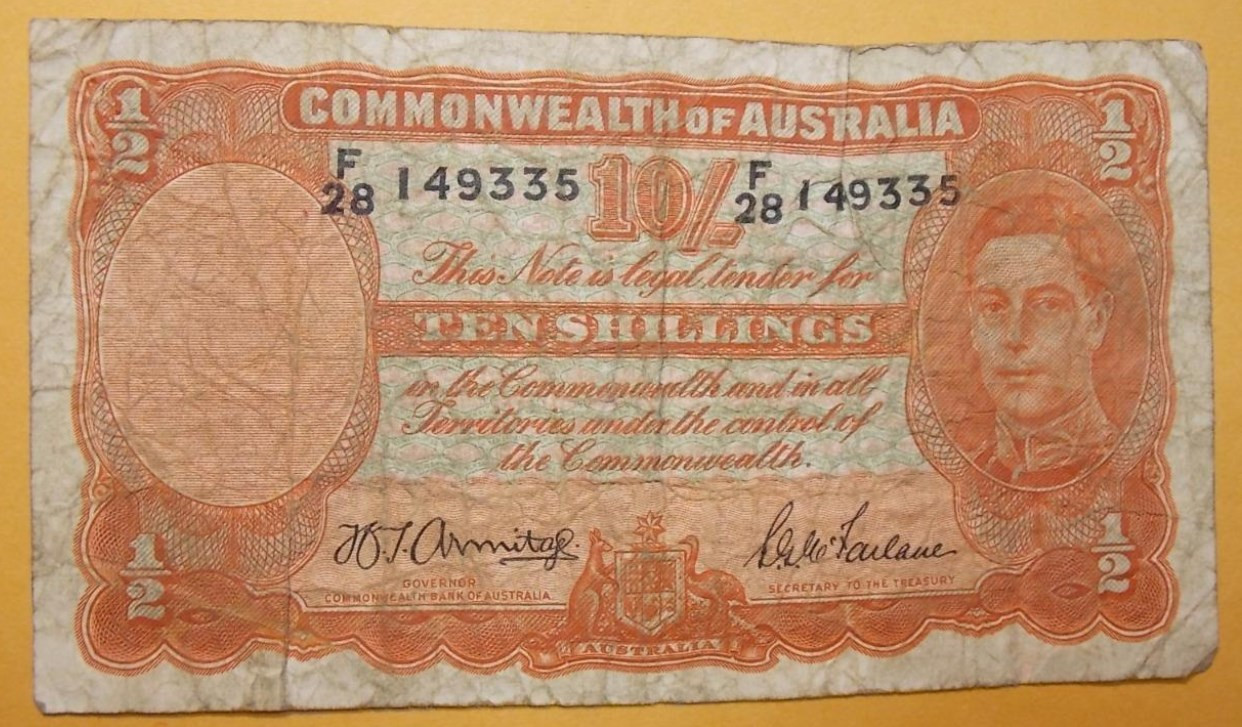 1/2 COMMONWEALTH OF AUSTRALIA 1/2
F/28 149335 10/- F/28 149335
This Note is legal tender for
TEN SHILLINGS
in the Commonwealth and in all
Territories under the control of
the Commonwealth.
H.T. Armitage. S.G. McFarlane
1/2 GOVERNOR SECRETARY TO THE TREASURY 1/2
COMMONWEALTH BANK OF AUSTRALIA
AUSTRALIA